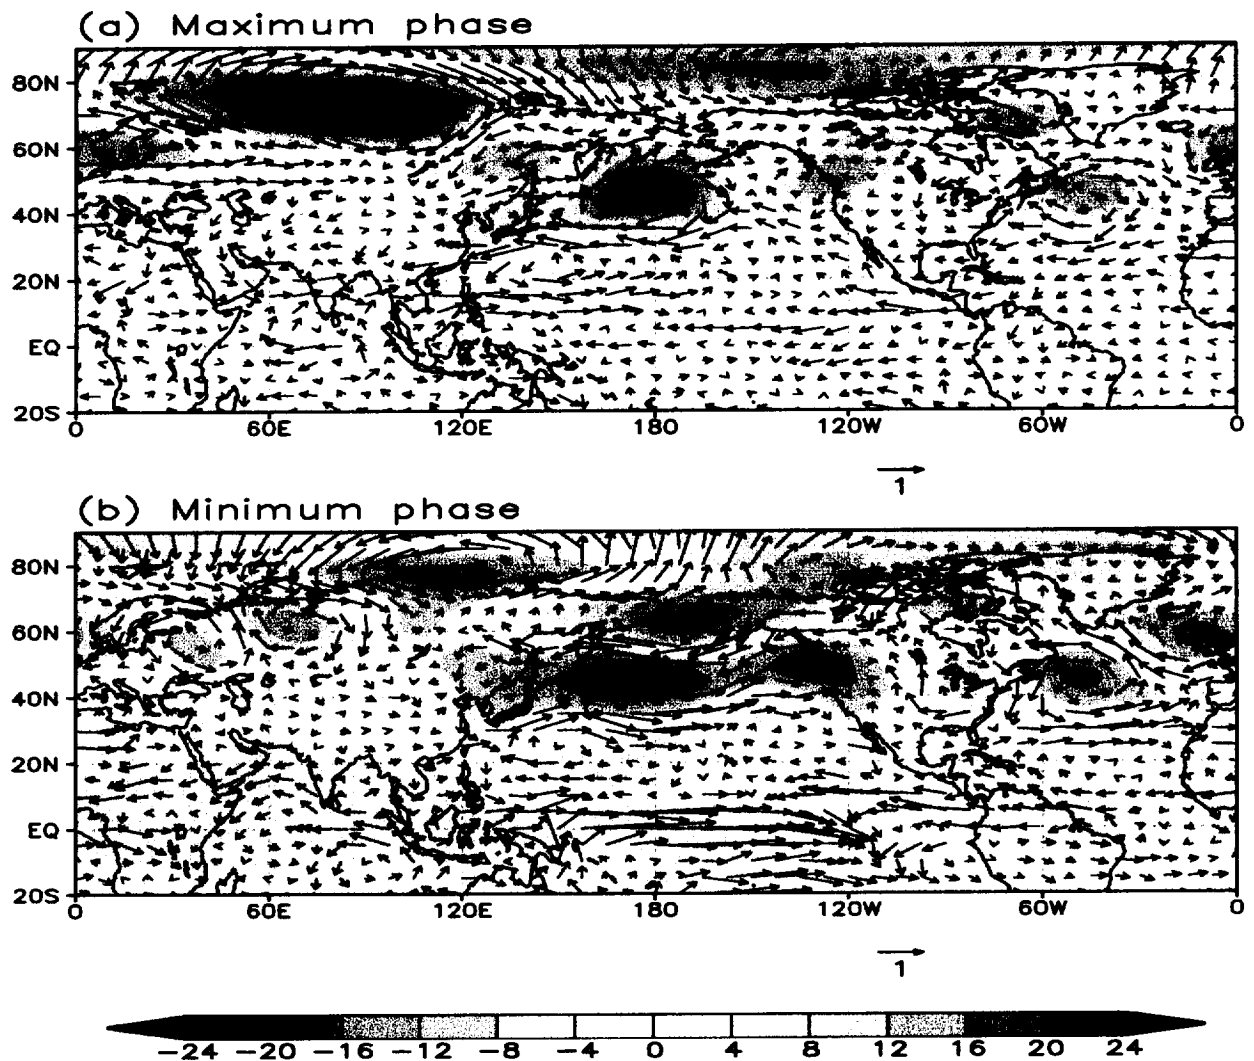 (a) Maximum phase
80N
60N
40N
20N
EQ
20S
0 60E 120E 180 120W 60W 0
1
(b) Minimum phase
80N
60N
40N
20N
EQ
20S
0 60E 120E 180 120W 60W 0
1
-24 -20 -16 -12 -8 -4 0 4 8 12 16 20 24